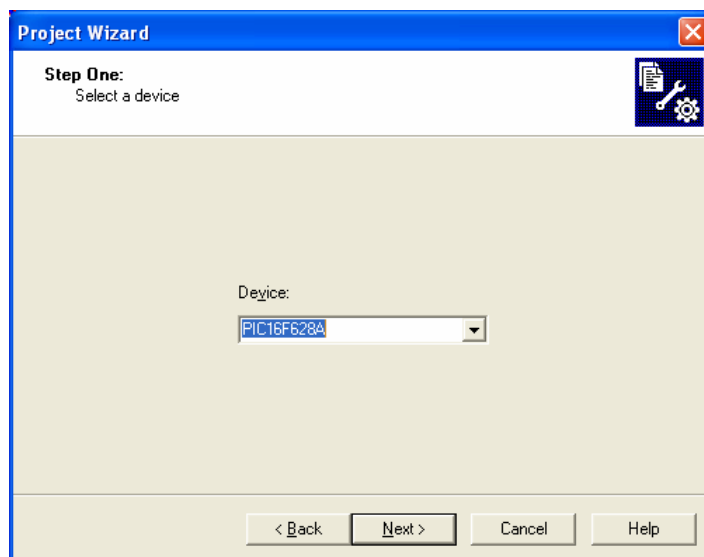 Project Wizard
Step One:
Select a device
Device:
PIC16F628A
< Back Next > Cancel Help